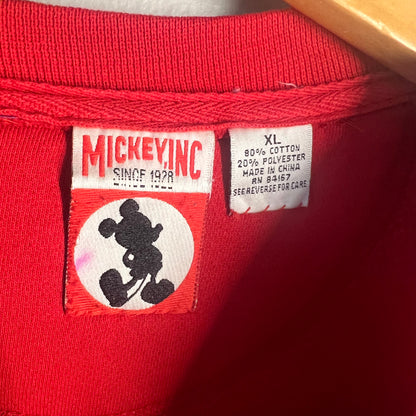 MICKEY, INC
SINCE 1928
XL
80% COTTON
20% POLYESTER
MADE IN CHINA
RN 84167
SEE REVERSE FOR CARE